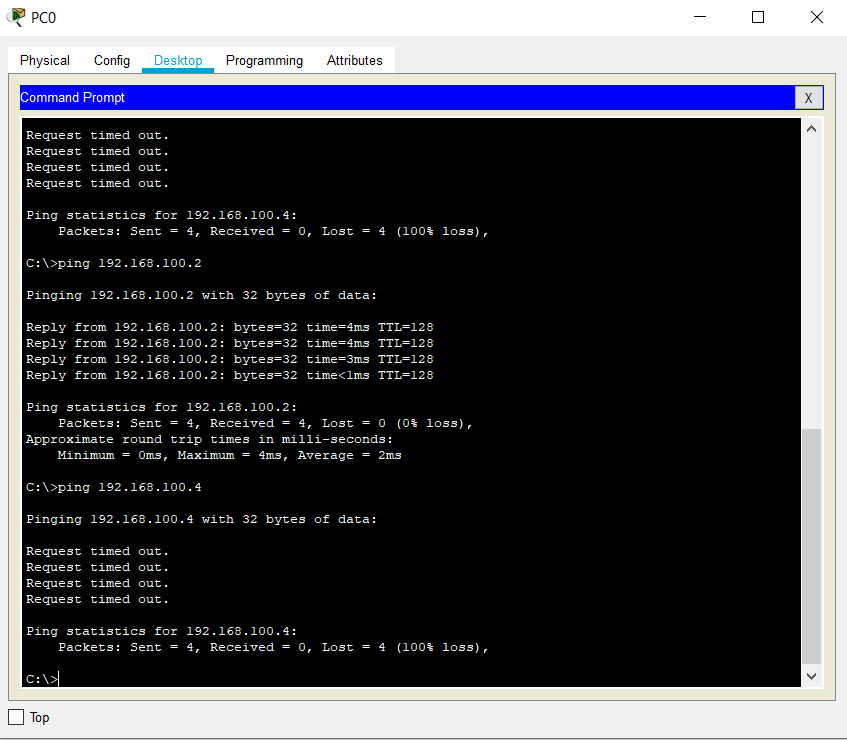 PC0
Physical Config Desktop Programming Attributes
Command Prompt X
Request timed out.
Request timed out.
Request timed out.
Request timed out.
Ping statistics for 192.168.100.4:
Packets: Sent = 4, Received = 0, Lost = 4 (100% loss),
C:\>ping 192.168.100.2
Pinging 192.168.100.2 with 32 bytes of data:
Reply from 192.168.100.2: bytes=32 time=4ms TTL=128
Reply from 192.168.100.2: bytes=32 time=4ms TTL=128
Reply from 192.168.100.2: bytes=32 time=3ms TTL=128
Reply from 192.168.100.2: bytes=32 time<1ms TTL=128
Ping statistics for 192.168.100.2:
Packets: Sent = 4, Received = 4, Lost = 0 (0% loss),
Approximate round trip times in milli-seconds:
Minimum = 0ms, Maximum = 4ms, Average = 2ms
C:\>ping 192.168.100.4
Pinging 192.168.100.4 with 32 bytes of data:
Request timed out.
Request timed out.
Request timed out.
Request timed out.
Ping statistics for 192.168.100.4:
Packets: Sent = 4, Received = 0, Lost = 4 (100% loss),
C:\>
Top